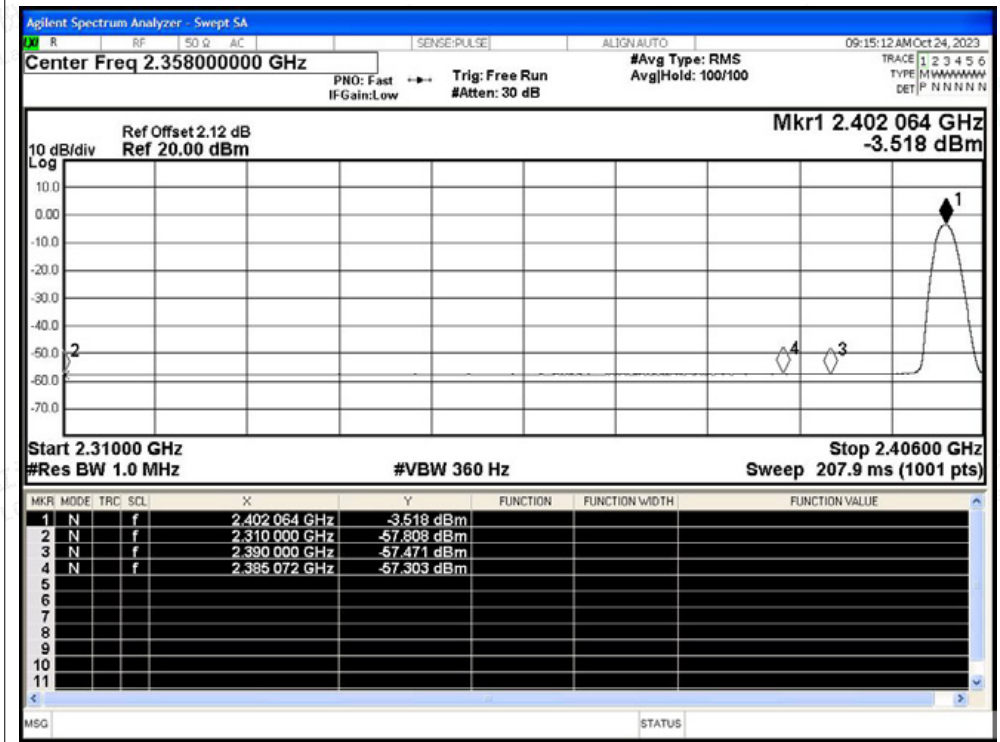 Agilent Spectrum Analyzer - Swept SA
LXI R RF 50 Ω AC SENSE:PULSE ALIGN AUTO 09:15:12 AM Oct 24, 2023
Center Freq 2.358000000 GHz
PNO: Fast
IFGain:Low
Trig: Free Run
#Atten: 30 dB
#Avg Type: RMS
Avg|Hold: 100/100
TRACE 1 2 3 4 5 6
TYPE M WWWWW
DET P N N N N N
Mkr1 2.402 064 GHz
-3.518 dBm
Ref Offset 2.12 dB
10 dB/div Ref 20.00 dBm
Log
10.0
0.00
-10.0
-20.0
-30.0
-40.0
-50.0
-60.0
-70.0
1
2
4
3
Start 2.31000 GHz Stop 2.40600 GHz
#Res BW 1.0 MHz #VBW 360 Hz Sweep 207.9 ms (1001 pts)
MKR MODE TRC SCL X Y FUNCTION FUNCTION WIDTH FUNCTION VALUE
1 N f 2.402 064 GHz -3.518 dBm
2 N f 2.310 000 GHz -57.808 dBm
3 N f 2.390 000 GHz -57.471 dBm
4 N f 2.385 072 GHz -57.303 dBm
5
6
7
8
9
10
11
MSG STATUS